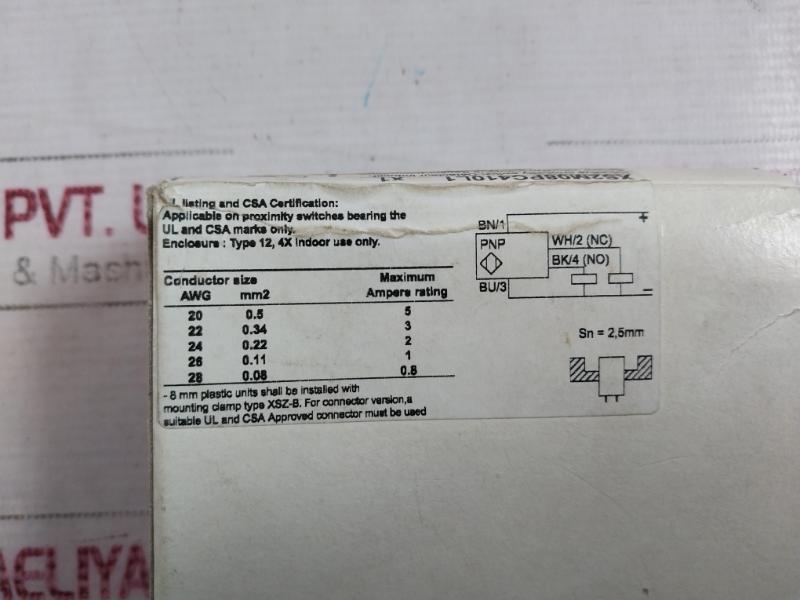 XS2M08PC410L1 X1
PVT.
& Mash
listing and CSA Certification:
Applicable on proximity switches bearing the
UL and CSA marks only.
Enclosure : Type 12, 4X Indoor use only.
Conductor size Maximum
AWG mm2 Ampere rating
20 0.5 5
22 0.34 3
24 0.22 2
26 0.11 1
28 0.08 0.8
- 8 mm plastic units shall be installed with
mounting clamp type XSZ-B. For connector version,a
suitable UL and CSA Approved connector must be used
BN/1 +
PNP WH/2 (NC)
BK/4 (NO)
BU/3 -
Sn = 2,5mm
AELIYA